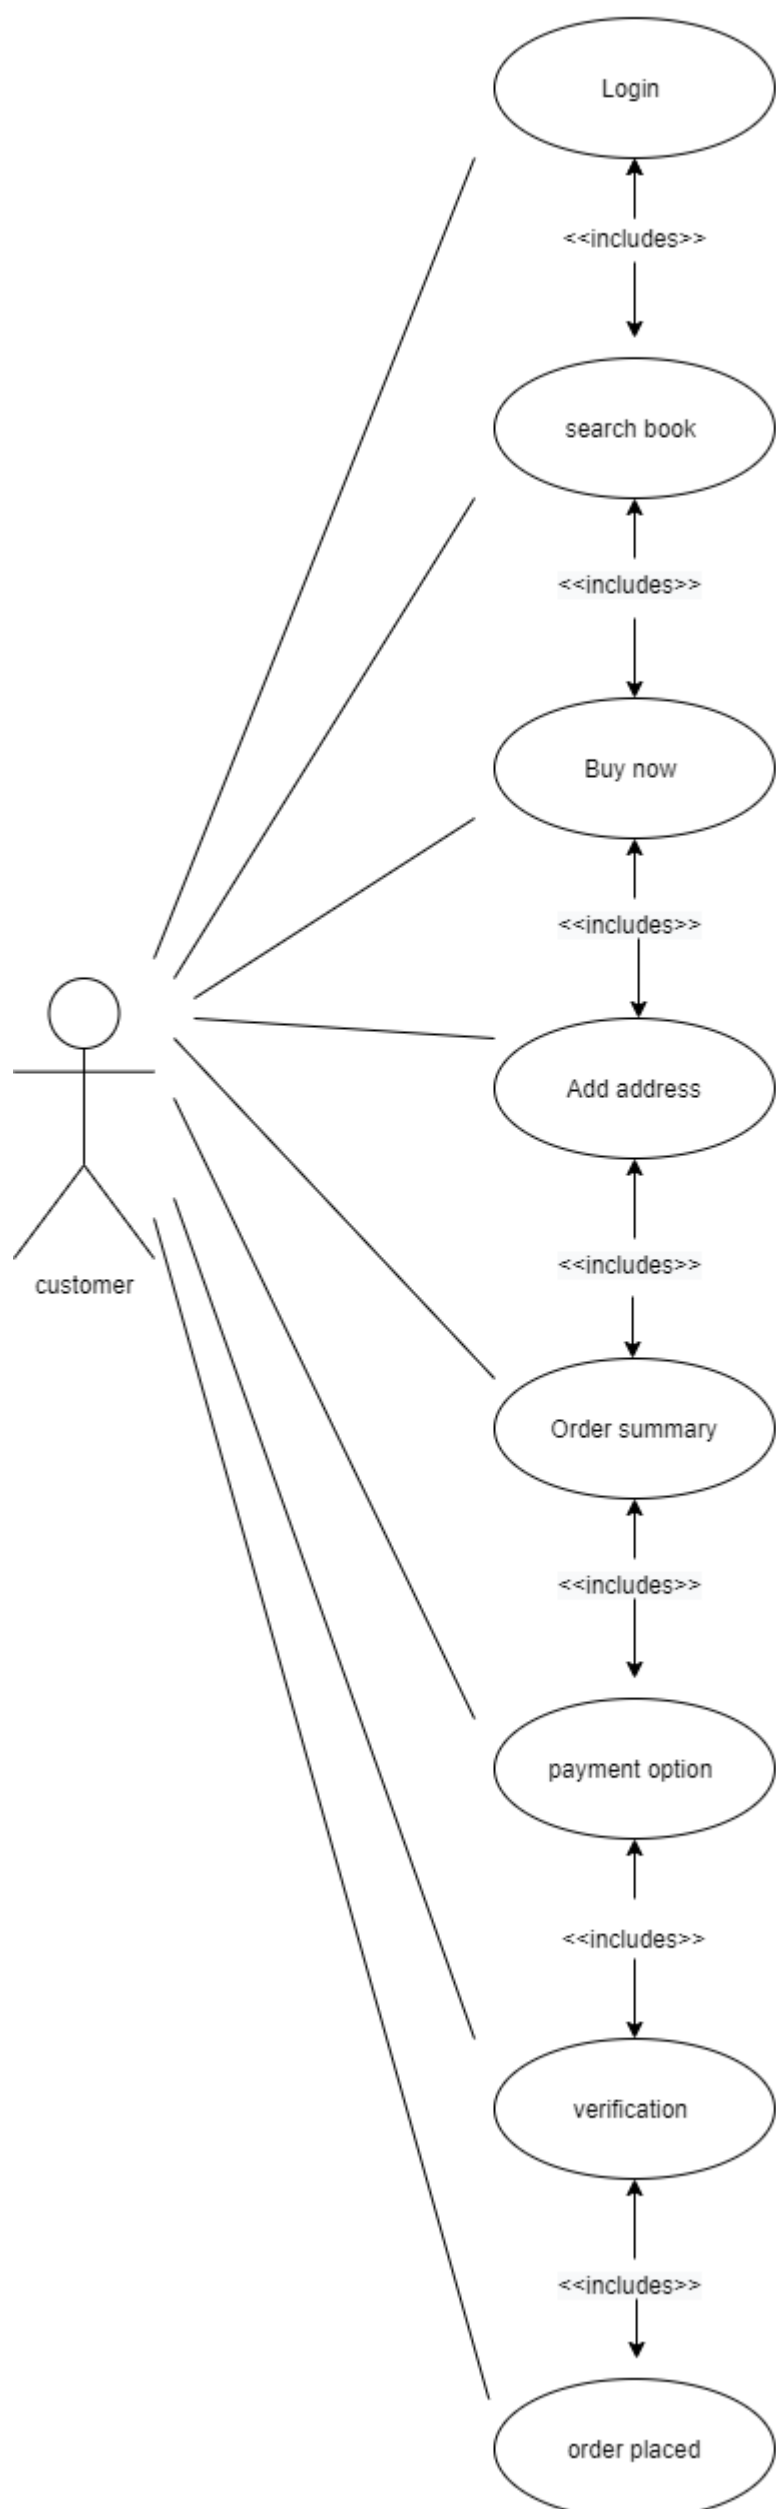 Login
<<includes>>
search book
<<includes>>
Buy now
<<includes>>
Add address
<<includes>>
customer
Order summary
<<includes>>
payment option
<<includes>>
verification
<<includes>>
order placed